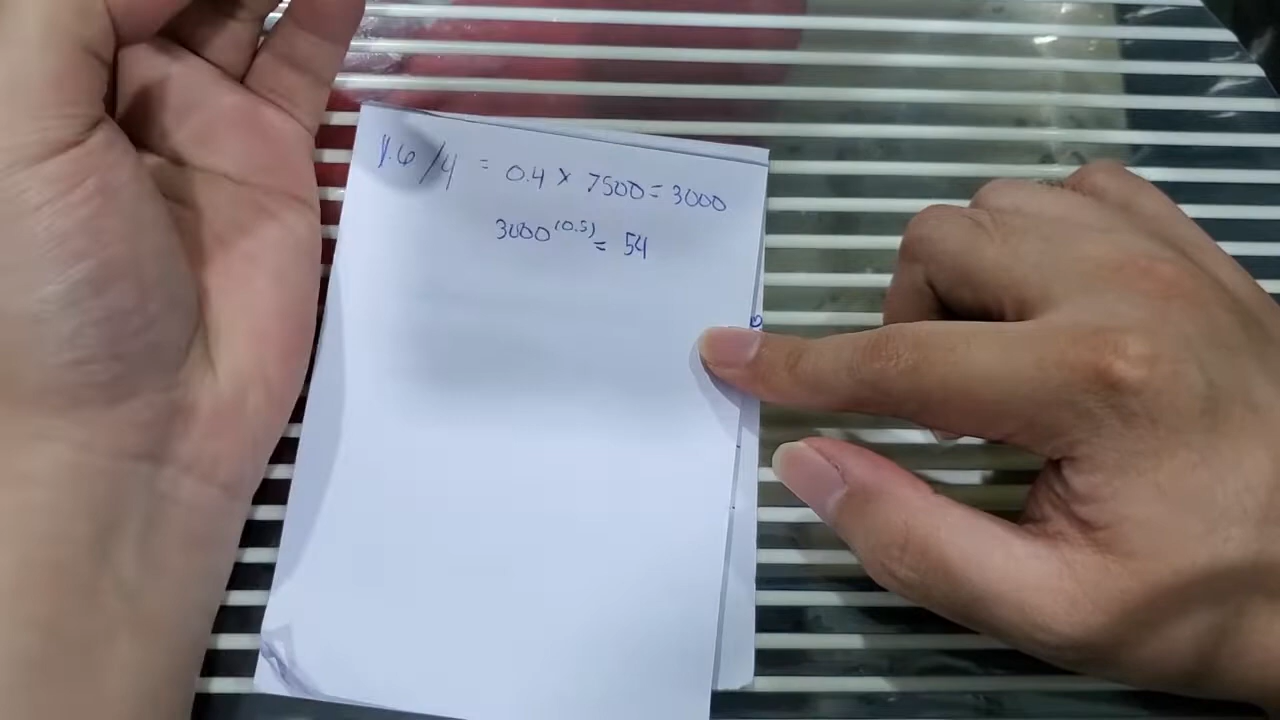 1.6/4 = 0.4 x 7500 = 3000
3000^(0.5) = 54